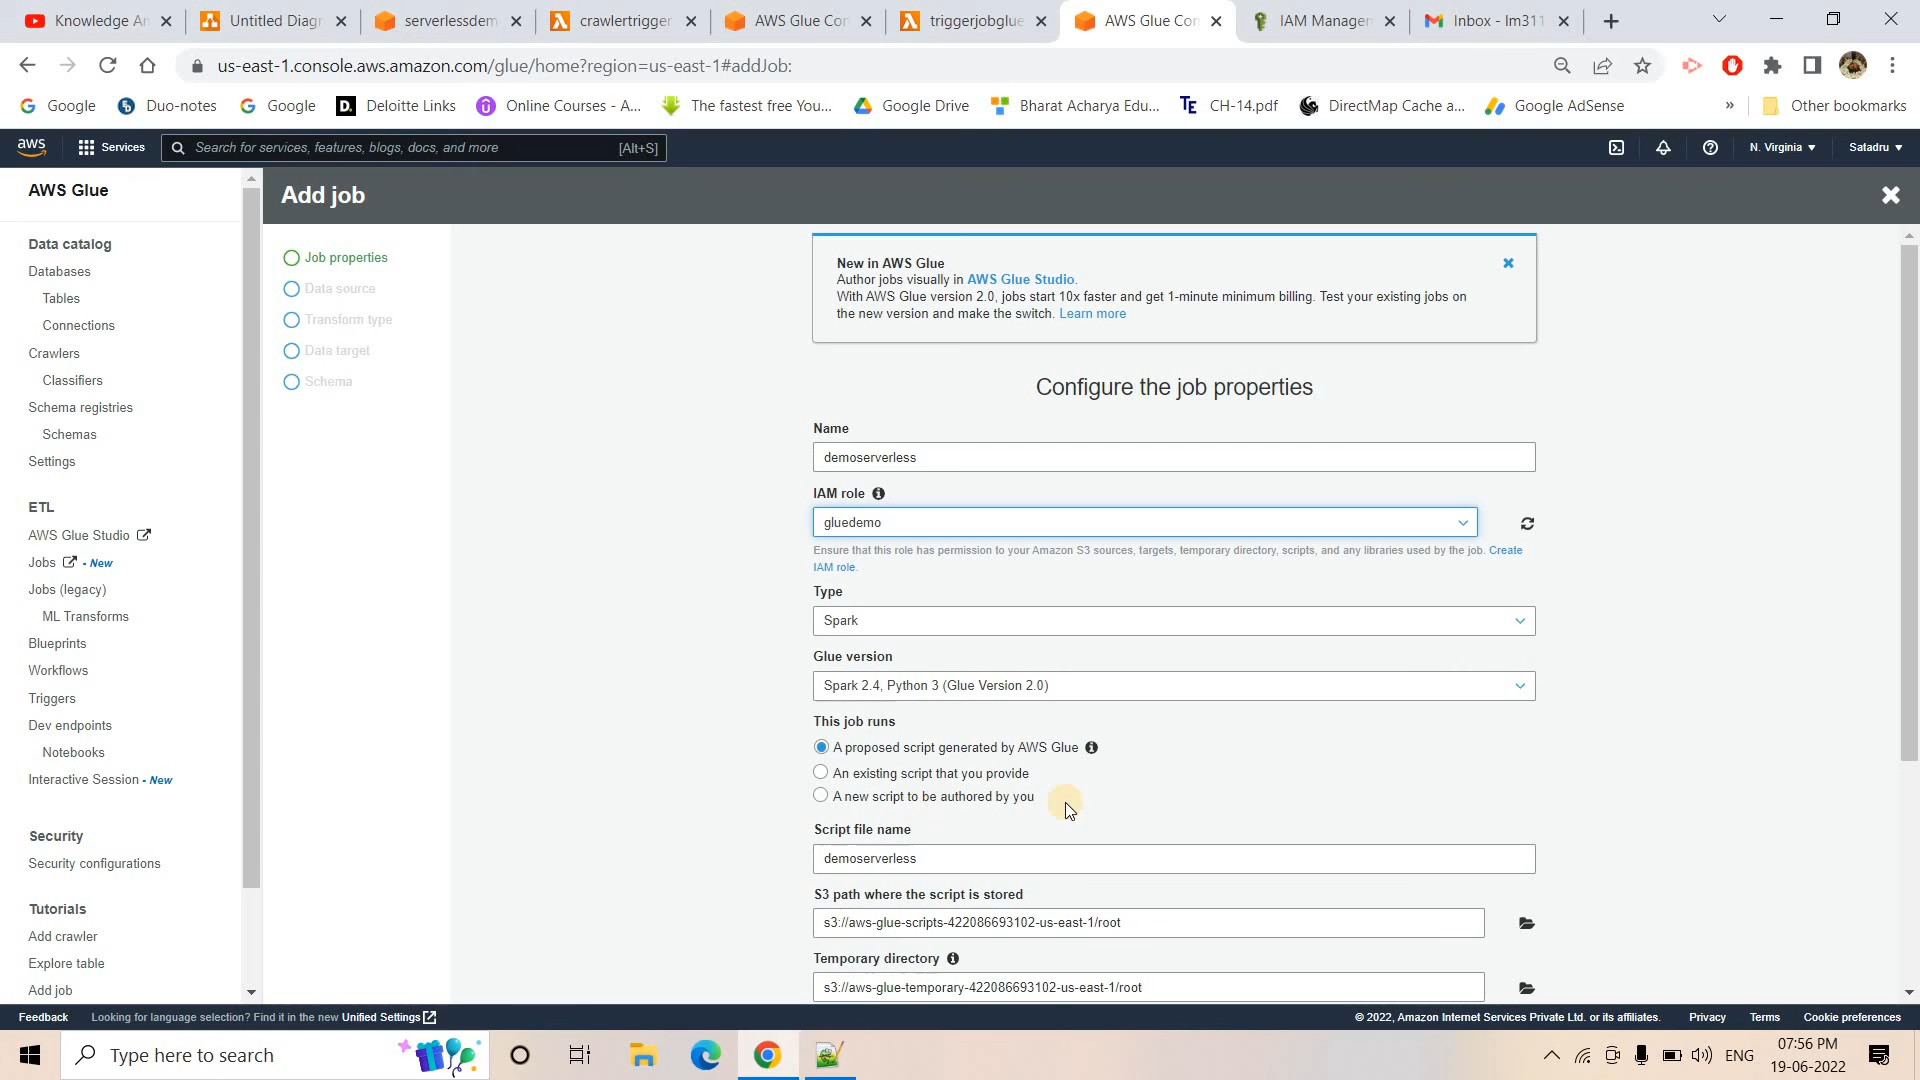 Knowledge An
Untitled Diagr
serverlessdem
crawlertrigger
AWS Glue Con
triggerjobglue
AWS Glue Con
IAM Manager
Inbox - lm311
us-east-1.console.aws.amazon.com/glue/home?region=us-east-1#addJob:
Google
Duo-notes
Google
Deloitte Links
Online Courses - A...
The fastest free You...
Google Drive
Bharat Acharya Edu...
CH-14.pdf
DirectMap Cache a...
Google AdSense
»
Other bookmarks
aws
Services
Search for services, features, blogs, docs, and more
[Alt+S]
N. Virginia
Satadru
AWS Glue
Data catalog
Databases
Tables
Connections
Crawlers
Classifiers
Schema registries
Schemas
Settings
ETL
AWS Glue Studio
Jobs - New
Jobs (legacy)
ML Transforms
Blueprints
Workflows
Triggers
Dev endpoints
Notebooks
Interactive Session - New
Security
Security configurations
Tutorials
Add crawler
Explore table
Add job
Add job
Job properties
Data source
Transform type
Data target
Schema
New in AWS Glue
Author jobs visually in AWS Glue Studio.
With AWS Glue version 2.0, jobs start 10x faster and get 1-minute minimum billing. Test your existing jobs on
the new version and make the switch. Learn more
Configure the job properties
Name
demoserverless
IAM role
gluedemo
Ensure that this role has permission to your Amazon S3 sources, targets, temporary directory, scripts, and any libraries used by the job. Create
IAM role.
Type
Spark
Glue version
Spark 2.4, Python 3 (Glue Version 2.0)
This job runs
A proposed script generated by AWS Glue
An existing script that you provide
A new script to be authored by you
Script file name
demoserverless
S3 path where the script is stored
s3://aws-glue-scripts-422086693102-us-east-1/root
Temporary directory
s3://aws-glue-temporary-422086693102-us-east-1/root
Feedback
Looking for language selection? Find it in the new Unified Settings
© 2022, Amazon Internet Services Private Ltd. or its affiliates.
Privacy
Terms
Cookie preferences
Type here to search
ENG
07:56 PM
19-06-2022